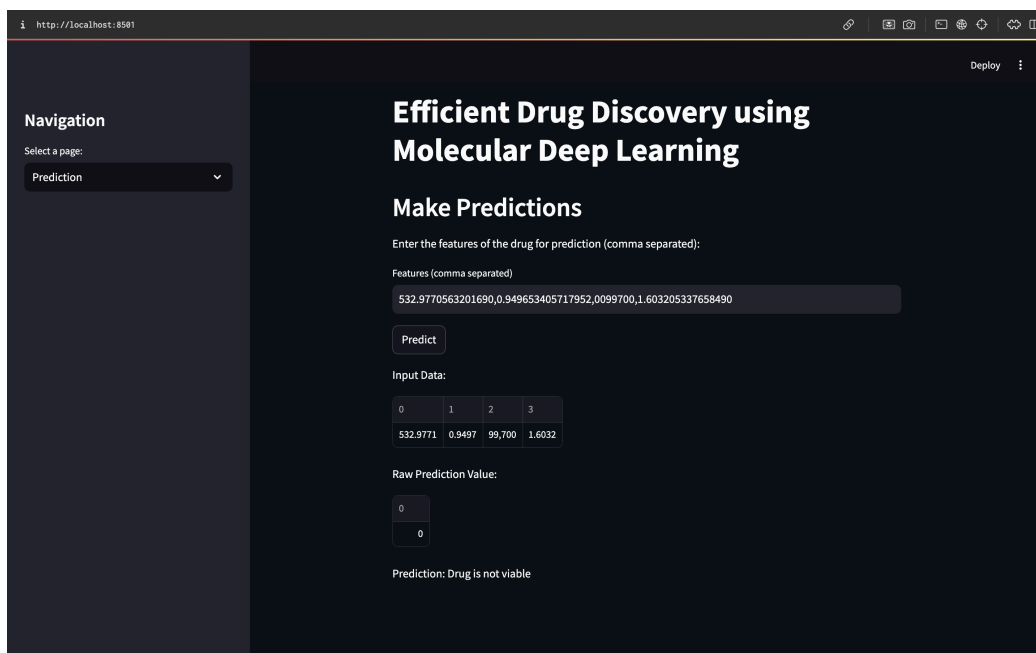 i http://localhost:8501
Deploy
Navigation
Select a page:
Prediction
Efficient Drug Discovery using
Molecular Deep Learning
Make Predictions
Enter the features of the drug for prediction (comma separated):
Features (comma separated)
532.9770563201690,0.949653405717952,0099700,1.603205337658490
Predict
Input Data:
0 1 2 3
532.9771 0.9497 99,700 1.6032
Raw Prediction Value:
0
0
Prediction: Drug is not viable